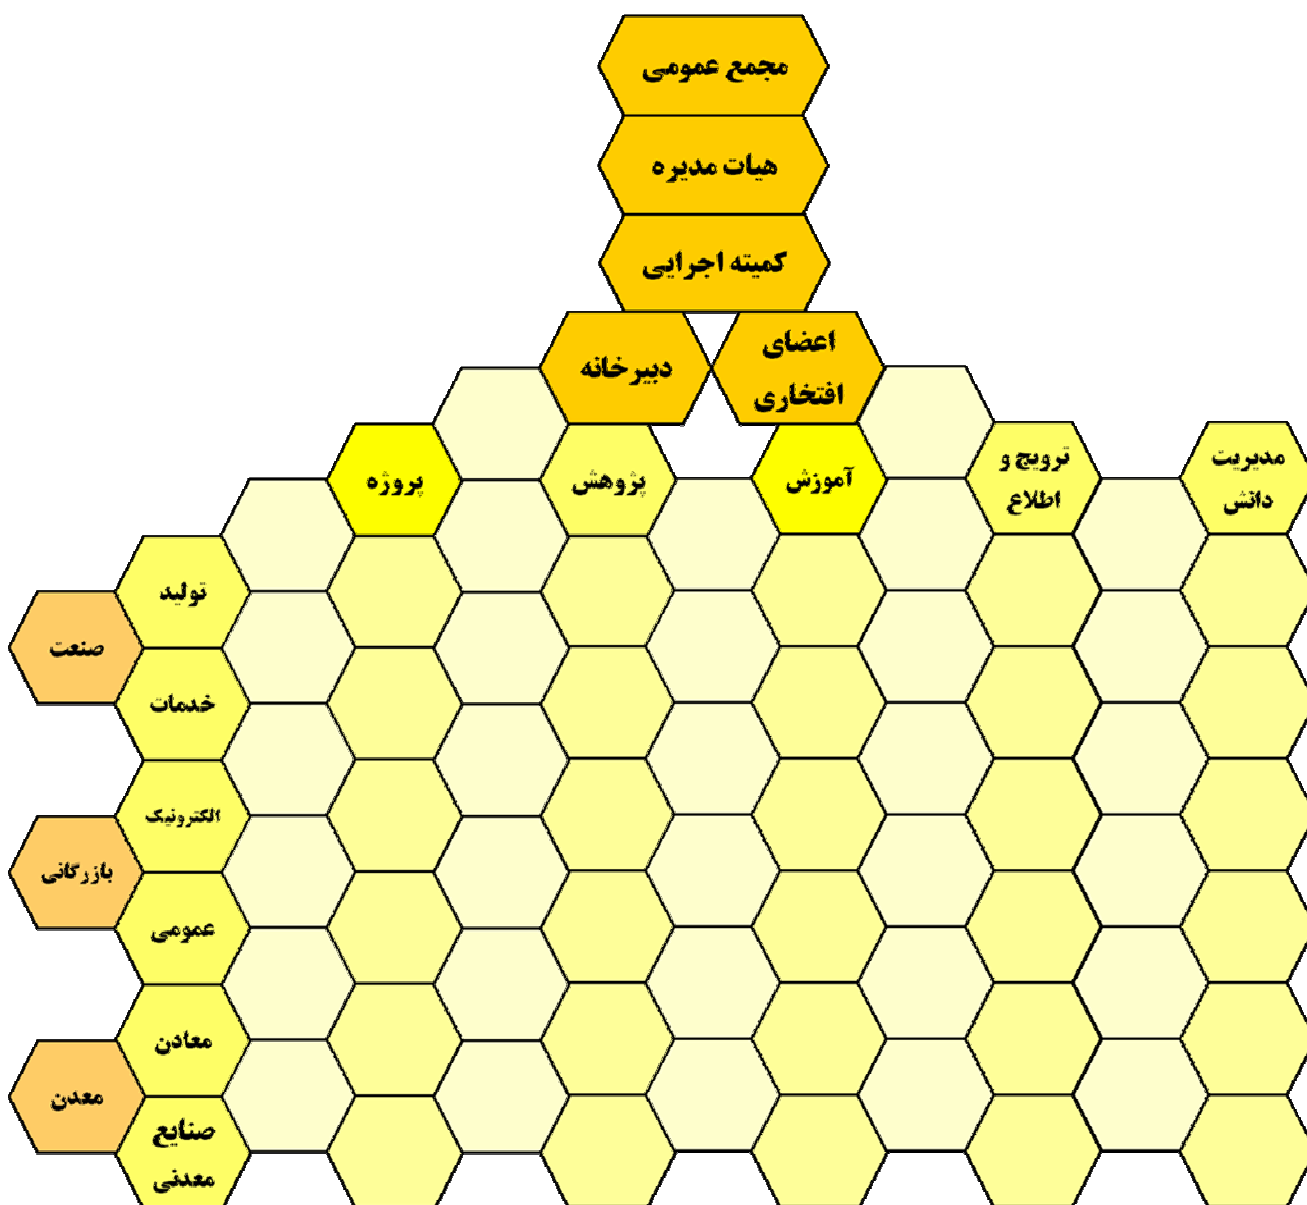 مجمع عمومی
هیات مدیره
کمیته اجرایی
اعضای
افتخاری
دبیرخانه
مدیریت
دانش
ترویج و
اطلاع
آموزش
پژوهش
پروژه
تولید
صنعت
خدمات
الکترونیک
بازرگانی
عمومی
معادن
معدن
صنایع
معدنی